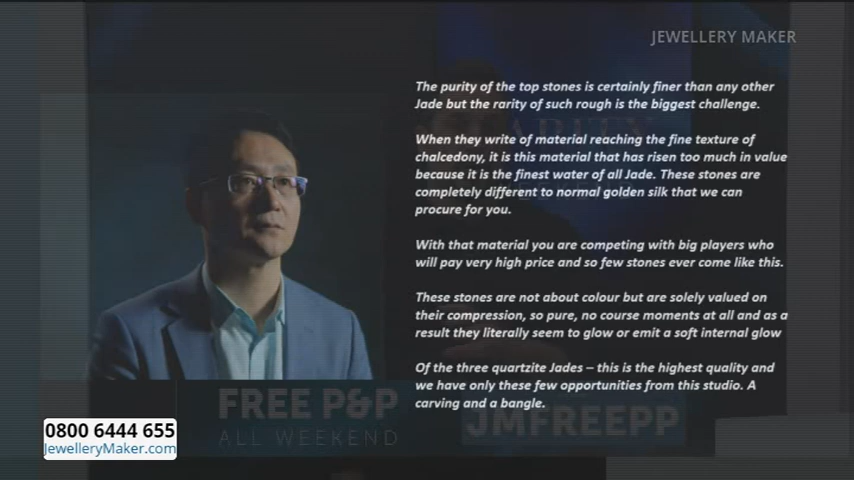 JEWELLERY MAKER
The purity of the top stones is certainly finer than any other
Jade but the rarity of such rough is the biggest challenge.
When they write of material reaching the fine texture of
chalcedony, it is this material that has risen too much in value
because it is the finest water of all Jade. These stones are
completely different to normal golden silk that we can
procure for you.
With that material you are competing with big players who
will pay very high price and so few stones ever come like this.
These stones are not about colour but are solely valued on
their compression, so pure, no course moments at all and as a
result they literally seem to glow or emit a soft internal glow
Of the three quartzite Jades – this is the highest quality and
we have only these few opportunities from this studio. A
carving and a bangle.
FREE P&P
ALL WEEKEND
JMFREEPP
0800 6444 655
JewelleryMaker.com